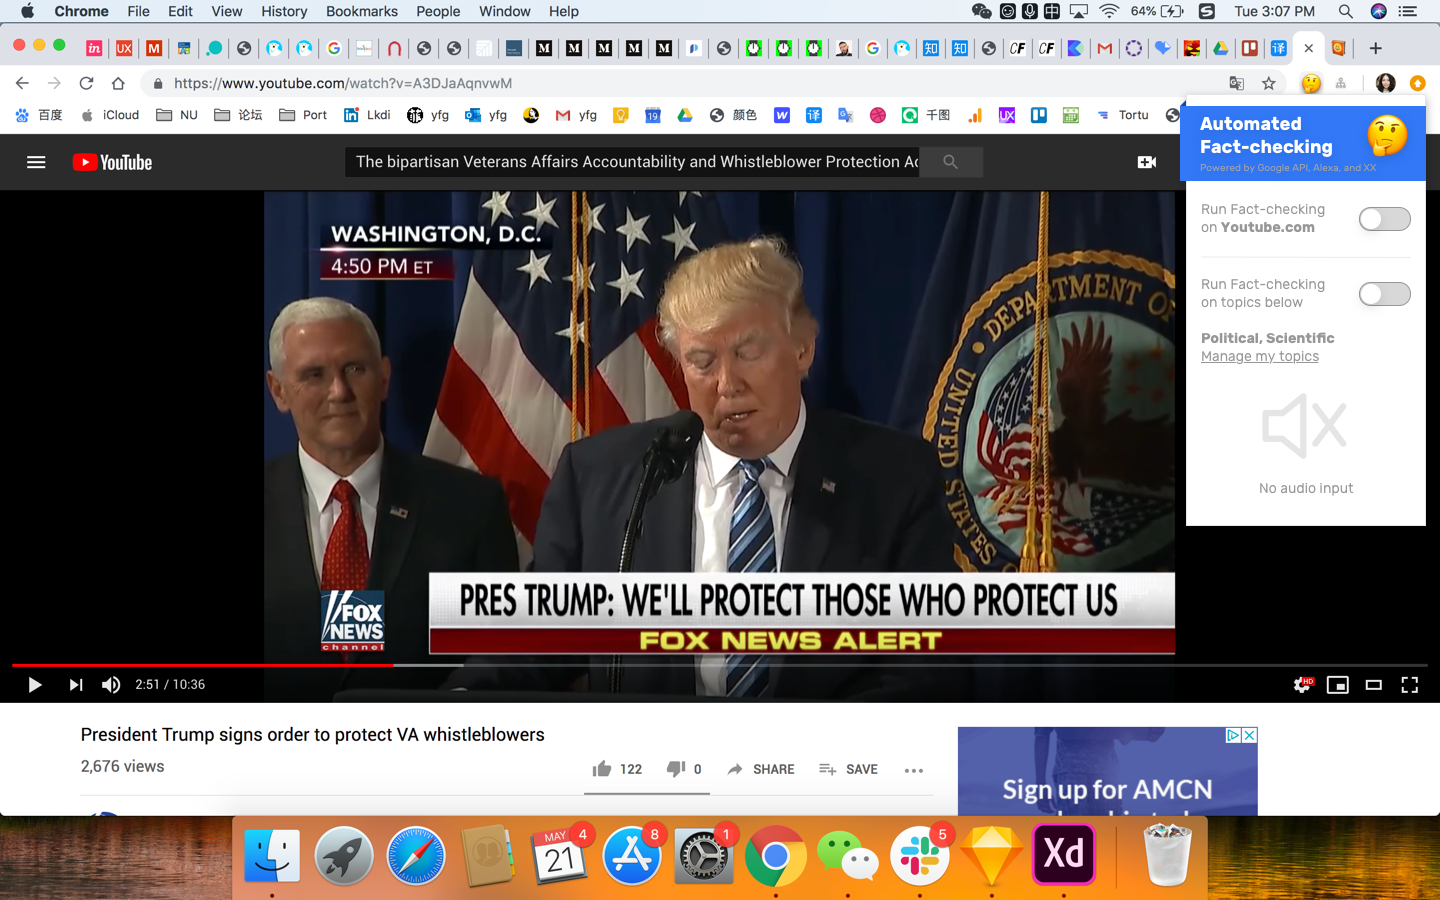 Chrome File Edit View History Bookmarks People Window Help
64%
Tue 3:07 PM
https://www.youtube.com/watch?v=A3DJaAqnvwM
百度 iCloud NU 论坛 Port Lkdi yfg yfg yfg 颜色 千图 Tortu
YouTube
The bipartisan Veterans Affairs Accountability and Whistleblower Protection Ac
Automated
Fact-checking
Powered by Google API, Alexa, and XX
Run Fact-checking
on Youtube.com
Run Fact-checking
on topics below
Political, Scientific
Manage my topics
No audio input
WASHINGTON, D.C.
4:50 PM ET
DEPARTMENT OF
UNITED STATES
FOX
NEWS
channel
PRES TRUMP: WE'LL PROTECT THOSE WHO PROTECT US
FOX NEWS ALERT
2:51 / 10:36
HD
President Trump signs order to protect VA whistleblowers
2,676 views
122 0 SHARE SAVE
Sign up for AMCN
MAY
21
4
8
1
5
Xd